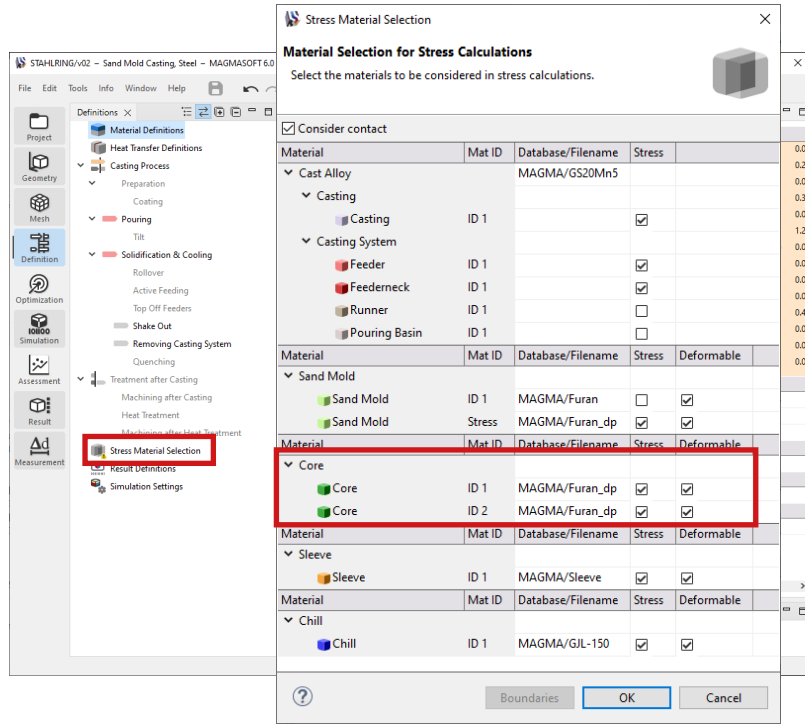 Stress Material Selection
Material Selection for Stress Calculations
Select the materials to be considered in stress calculations.
STAHLRING/v02 – Sand Mold Casting, Steel – MAGMASOFT 6.0
File Edit Tools Info Window Help
Project
Geometry
Mesh
Definition
Optimization
Simulation
Assessment
Result
Measurement
Definitions
Material Definitions
Heat Transfer Definitions
Casting Process
Preparation
Coating
Pouring
Tilt
Solidification & Cooling
Rollover
Active Feeding
Top Off Feeders
Shake Out
Removing Casting System
Quenching
Treatment after Casting
Machining after Casting
Heat Treatment
Machining after Heat Treatment
Stress Material Selection
Result Definitions
Simulation Settings
Consider contact
Material Mat ID Database/Filename Stress
Cast Alloy MAGMA/GS20Mn5
Casting
Casting ID 1
Casting System
Feeder ID 1
Feederneck ID 1
Runner ID 1
Pouring Basin ID 1
Material Mat ID Database/Filename Stress Deformable
Sand Mold
Sand Mold ID 1 MAGMA/Furan
Sand Mold Stress MAGMA/Furan_dp
Material Mat ID Database/Filename Stress Deformable
Core
Core ID 1 MAGMA/Furan_dp
Core ID 2 MAGMA/Furan_dp
Material Mat ID Database/Filename Stress Deformable
Sleeve
Sleeve ID 1 MAGMA/Sleeve
Material Mat ID Database/Filename Stress Deformable
Chill
Chill ID 1 MAGMA/GJL-150
Boundaries OK Cancel